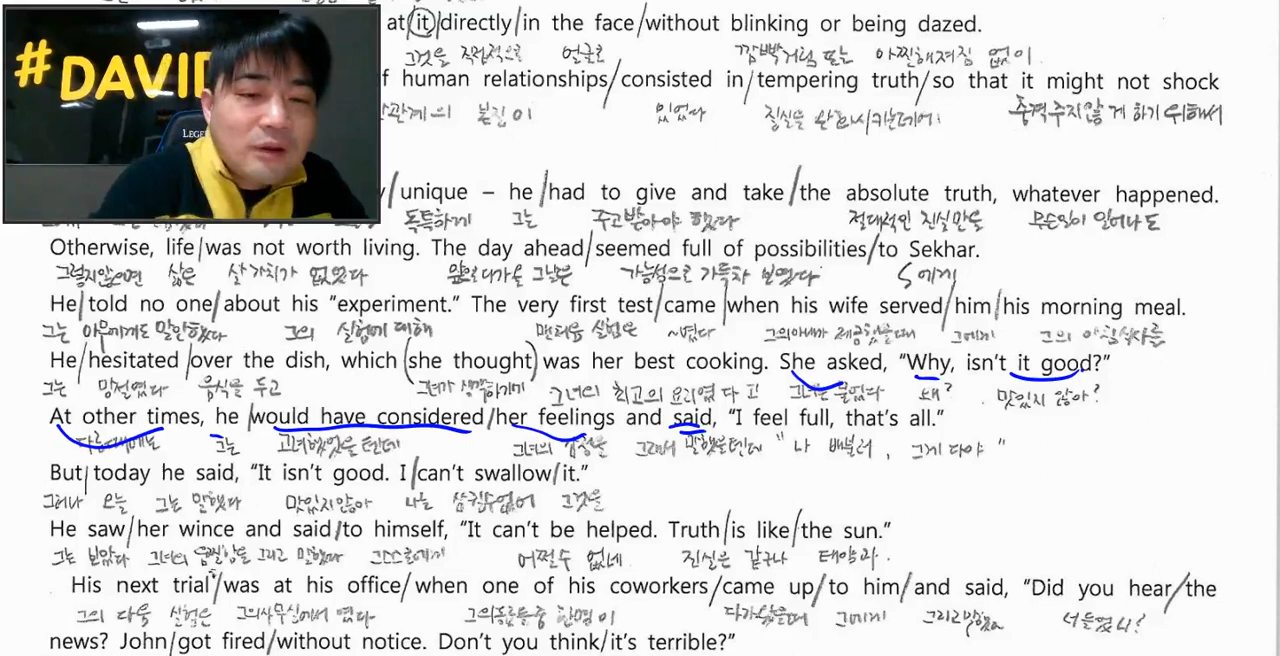 at it directly/in the face/without blinking or being dazed.
그것을 직접적으로 얼굴로 깜빡거림 또는 아찔해져짐 없이.
# DAVI
f human relationships/consisted in/tempering truth/so that it might not shock
관계의 본질이 있었다 진실을 완화시키는데에 충격주지않게 하기 위해서
LEGE
unique – he/had to give and take/the absolute truth, whatever happened.
독특하게 그는 주고받아야 했다 절대적인 진실만을 무슨일이 일어나도
Otherwise, life/was not worth living. The day ahead/seemed full of possibilities/to Sekhar.
그렇지않으면 삶은 살가치가 없었다 앞으로 다가올 그날은 가능성으로 가득차 보였다 S에게
He/told no one/about his “experiment.” The very first test/came/when his wife served/him/his morning meal.
그는 아무에게도 말안했다 그의 실험에 대해 맨처음 실험은 ~였다 그의아내가 제공했을때 그에게 그의 아침식사를
He/hesitated/over the dish, which (she thought) was her best cooking. She asked, “Why, isn’t it good?”
그는 망설였다 음식을 두고 그녀가 생각하기에 그녀의 최고의 요리였다고 그녀는 물었다 왜? 맛있지 않아?
At other times, he/would have considered/her feelings and said, “I feel full, that’s all.”
다른때에는 그는 고려했었을텐데 그녀의 감정을 그래서 말했을텐데 " 나 배불러, 그게 다야 "
But/today he said, “It isn’t good. I/can’t swallow/it.”
그러나 오늘 그는 말했다 맛있지않아 나는 삼킬수없어 그것을
He saw/her wince and said/to himself, “It can’t be helped. Truth/is like/the sun.”
그는 보았다 그녀의 움찔함을 그리고 말했다 그스스로에게 어쩔수 없네 진실은 같구나 태양과.
His next trial/was at his office/when one of his coworkers/came up/to him/and said, “Did you hear/the
그의 다음 실험은 그의사무실에서 였다 그의동료들중 한명이 다가왔을때 그에게 그리고말했다 너들었니?
news? John/got fired/without notice. Don’t you think/it’s terrible?”